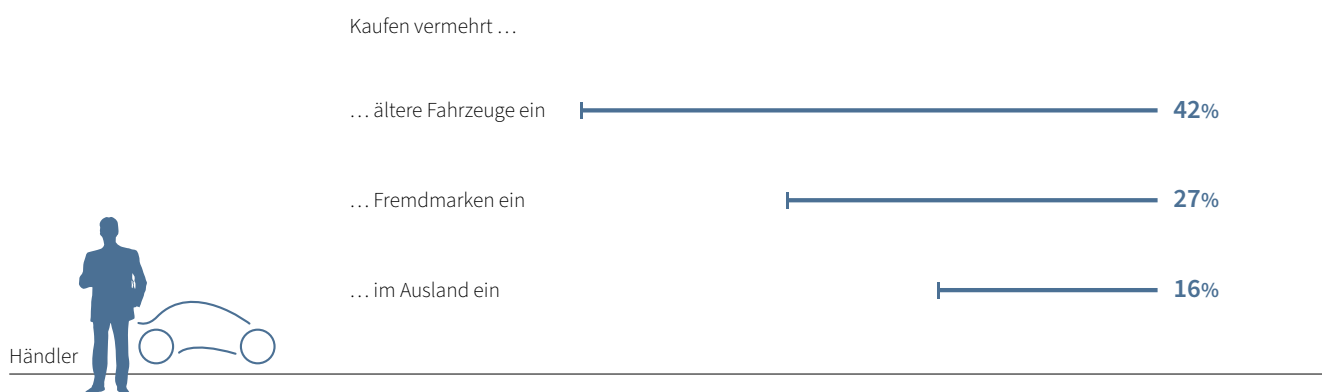 Kaufen vermehrt …
… ältere Fahrzeuge ein 42%
… Fremdmarken ein 27%
… im Ausland ein 16%
Händler